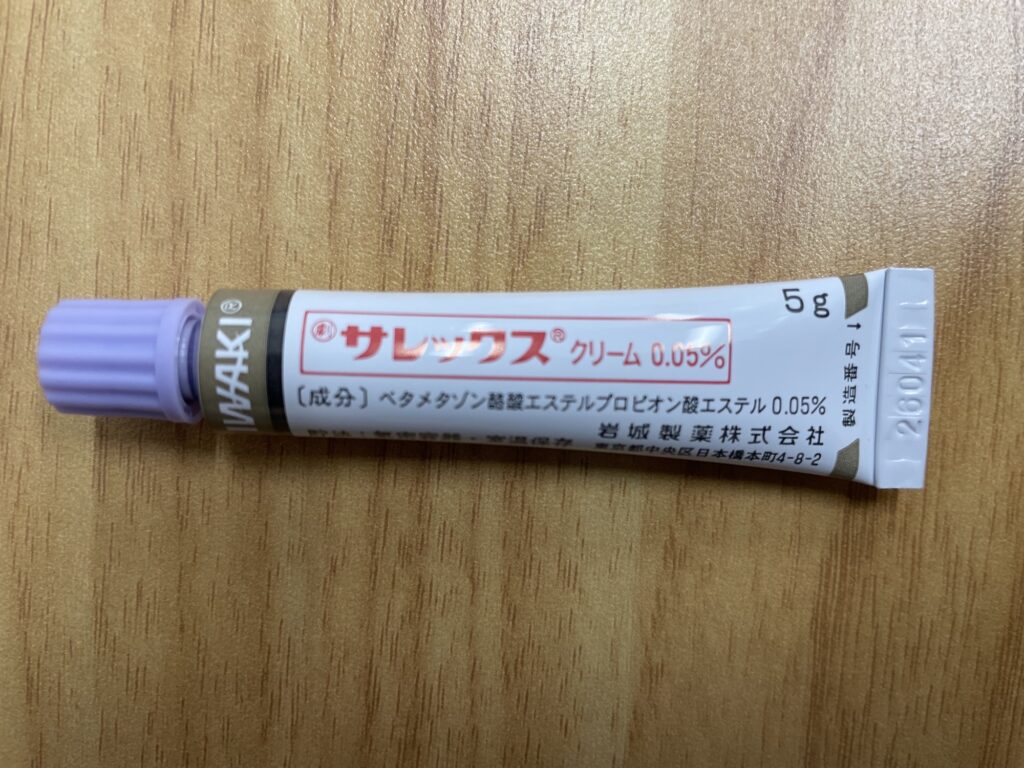 IWAKI®
劇 サレックス® クリーム 0.05%
5g
〔成分〕ベタメタゾン酪酸エステルプロピオン酸エステル 0.05%
岩城製薬株式会社
東京都中央区日本橋本町4-8-2
製造番号